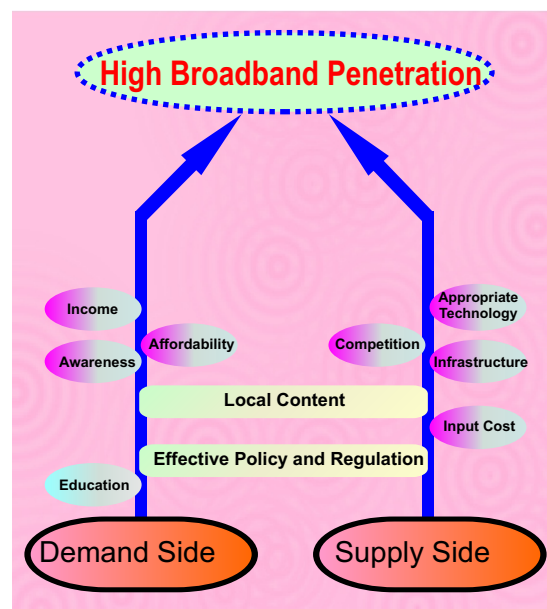 High Broadband Penetration
Income
Appropriate
Technology
Affordability
Competition
Awareness
Infrastructure
Local Content
Input Cost
Effective Policy and Regulation
Education
Demand Side
Supply Side